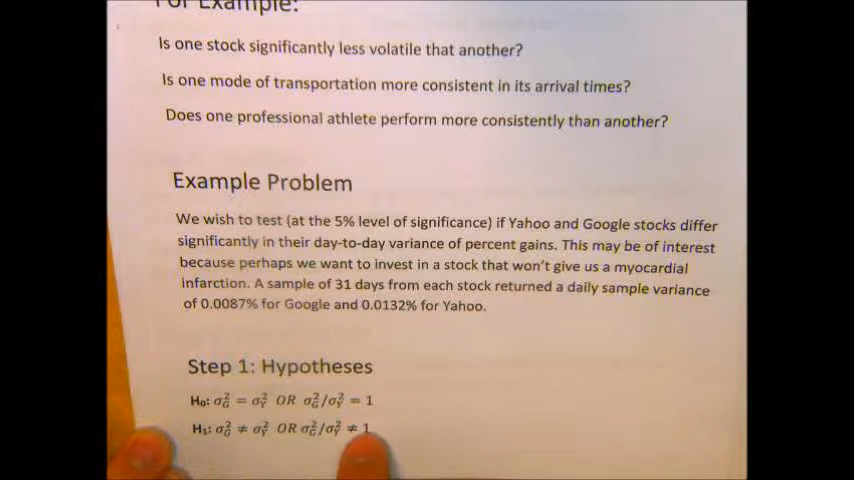 For Example:
Is one stock significantly less volatile that another?
Is one mode of transportation more consistent in its arrival times?
Does one professional athlete perform more consistently than another?
Example Problem
We wish to test (at the 5% level of significance) if Yahoo and Google stocks differ
significantly in their day-to-day variance of percent gains. This may be of interest
because perhaps we want to invest in a stock that won't give us a myocardial
infarction. A sample of 31 days from each stock returned a daily sample variance
of 0.0087% for Google and 0.0132% for Yahoo.
Step 1: Hypotheses
H₀: σ²_G = σ²_Y OR σ²_G/σ²_Y = 1
H₁: σ²_G ≠ σ²_Y OR σ²_G/σ²_Y ≠ 1